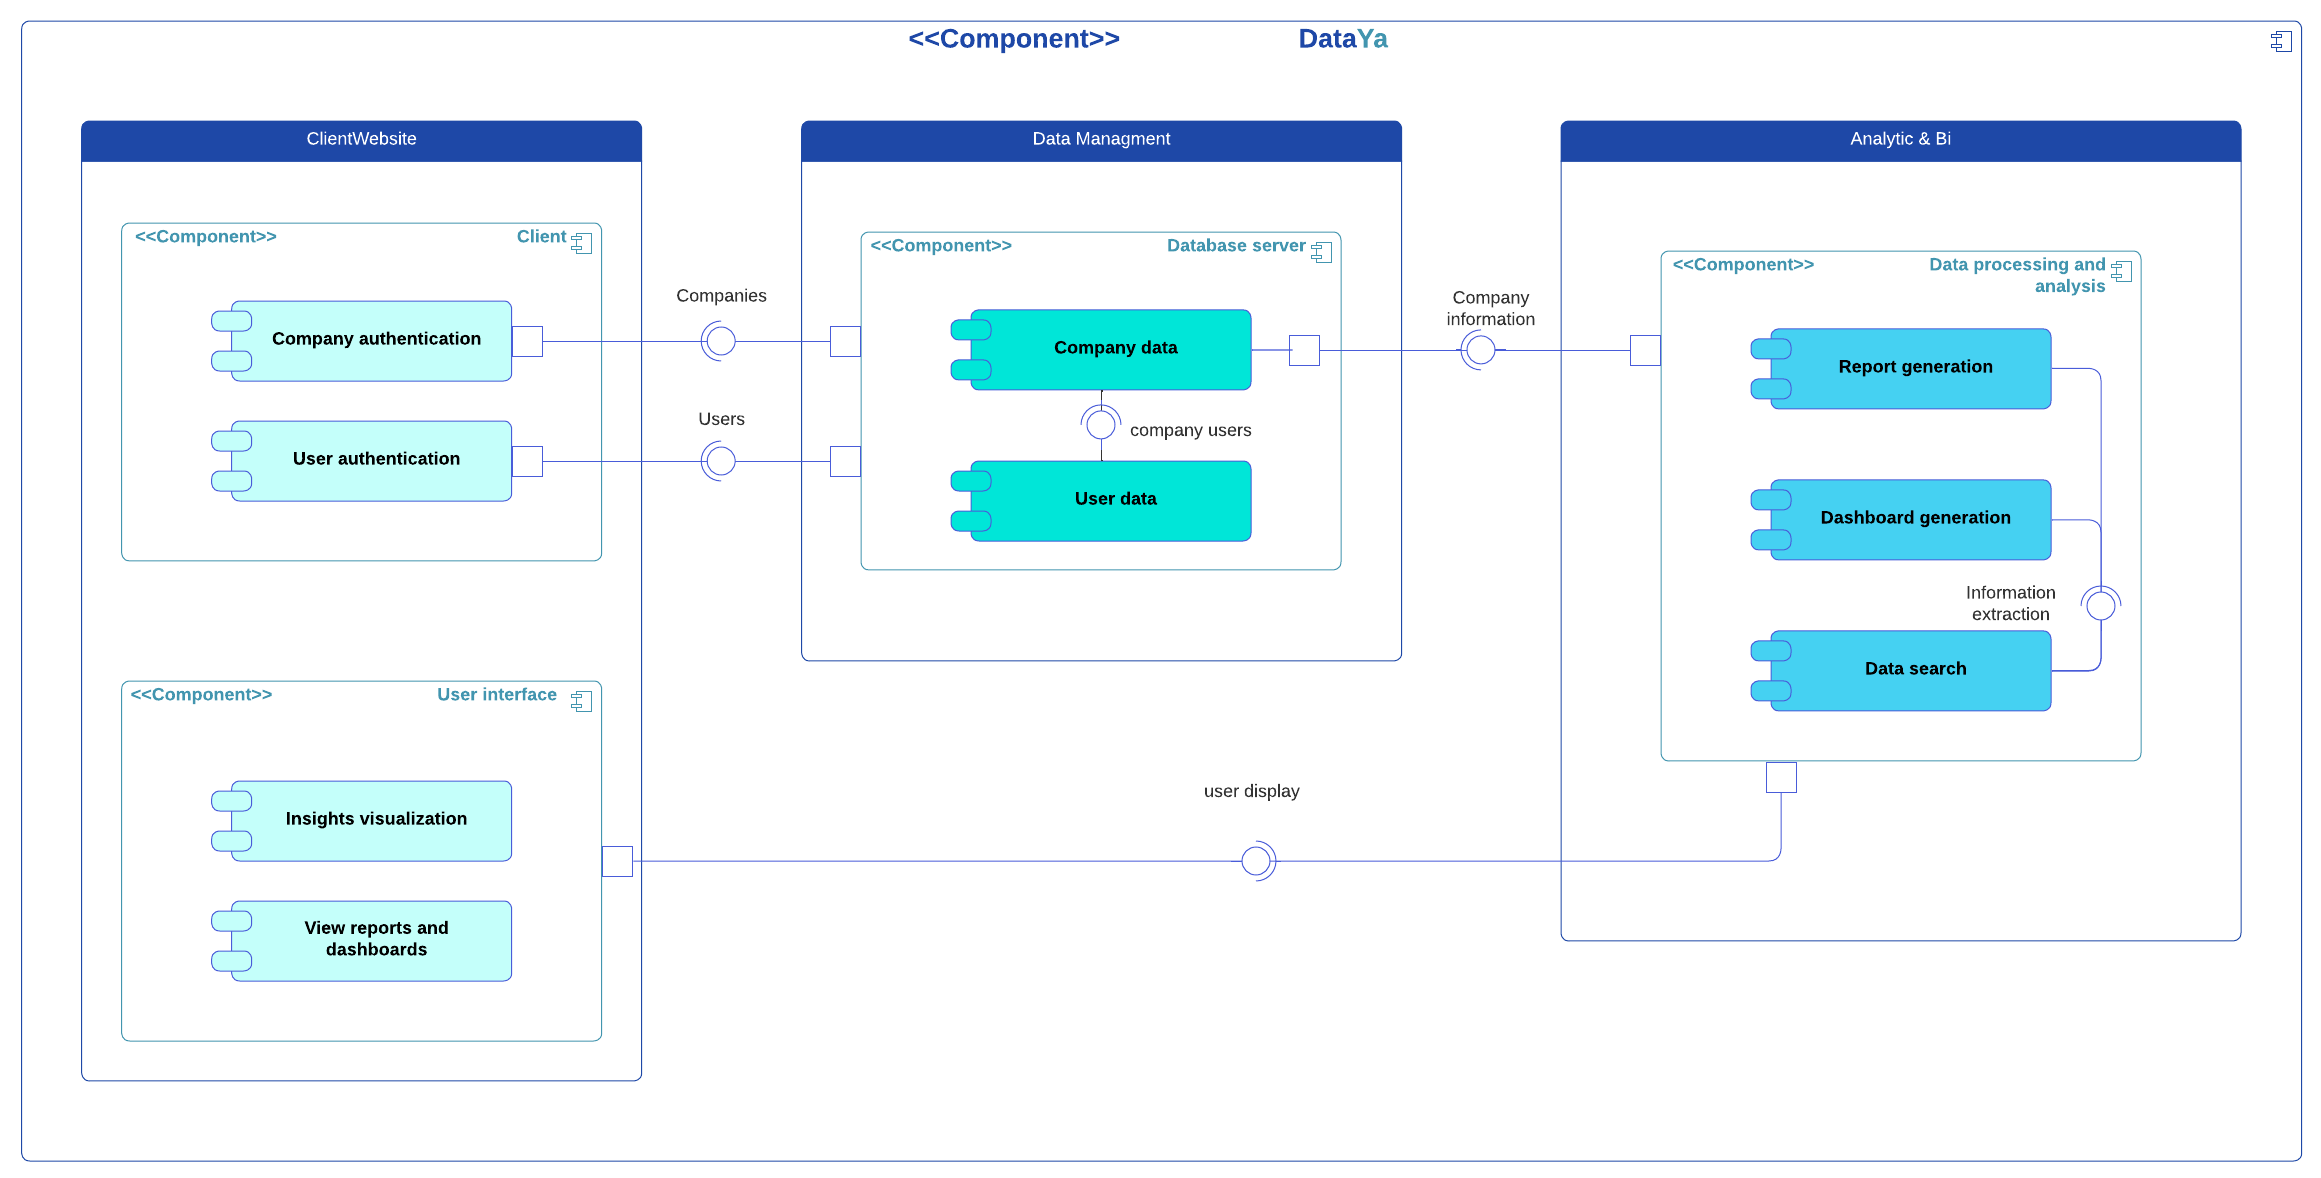 <<Component>> DataYa
ClientWebsite
<<Component>> Client
Company authentication
User authentication
<<Component>> User interface
Insights visualization
View reports and
dashboards
Companies
Users
Data Managment
<<Component>> Database server
Company data
company users
User data
Company
information
user display
Analytic & Bi
<<Component>> Data processing and
analysis
Report generation
Dashboard generation
Information
extraction
Data search